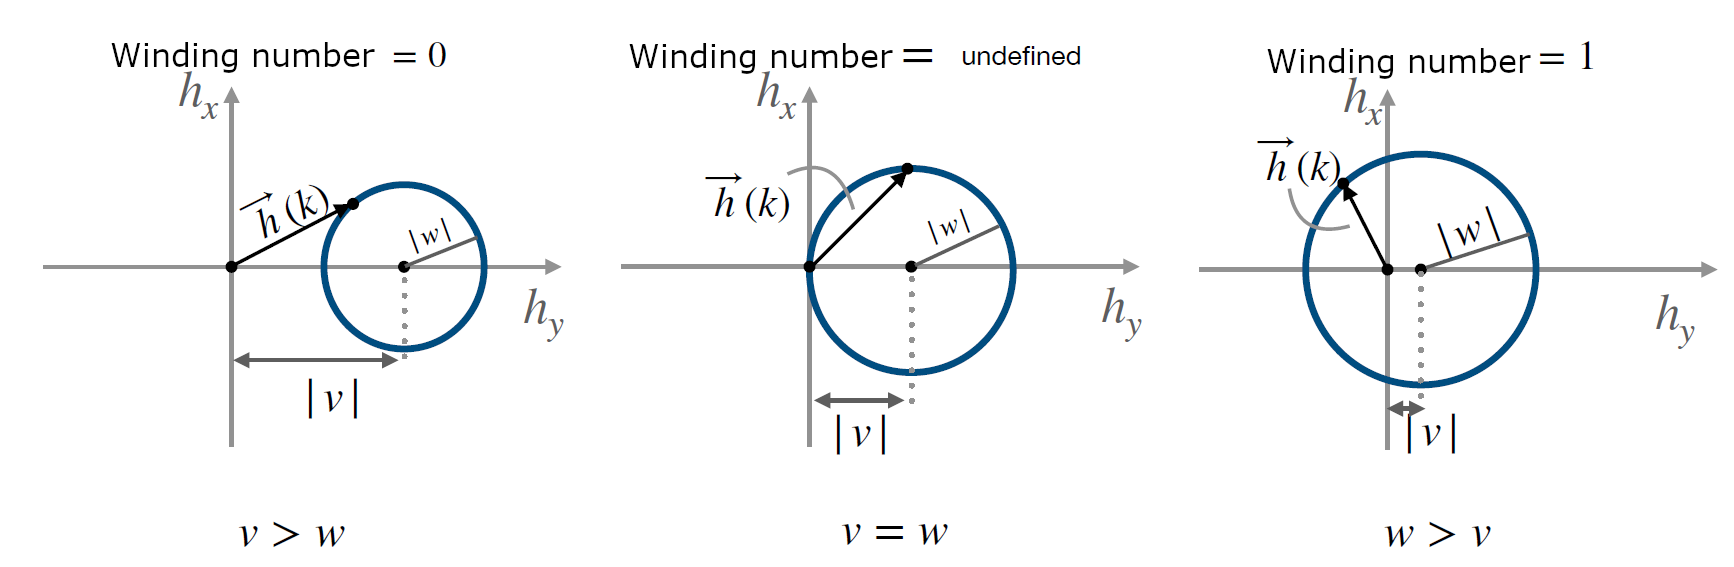 Winding number = 0
h_x
\vec{h}(k)
|w|
h_y
|v|
v > w
Winding number = undefined
h_x
\vec{h}(k)
|w|
h_y
|v|
v = w
Winding number = 1
h_x
\vec{h}(k)
|w|
h_y
|v|
w > v